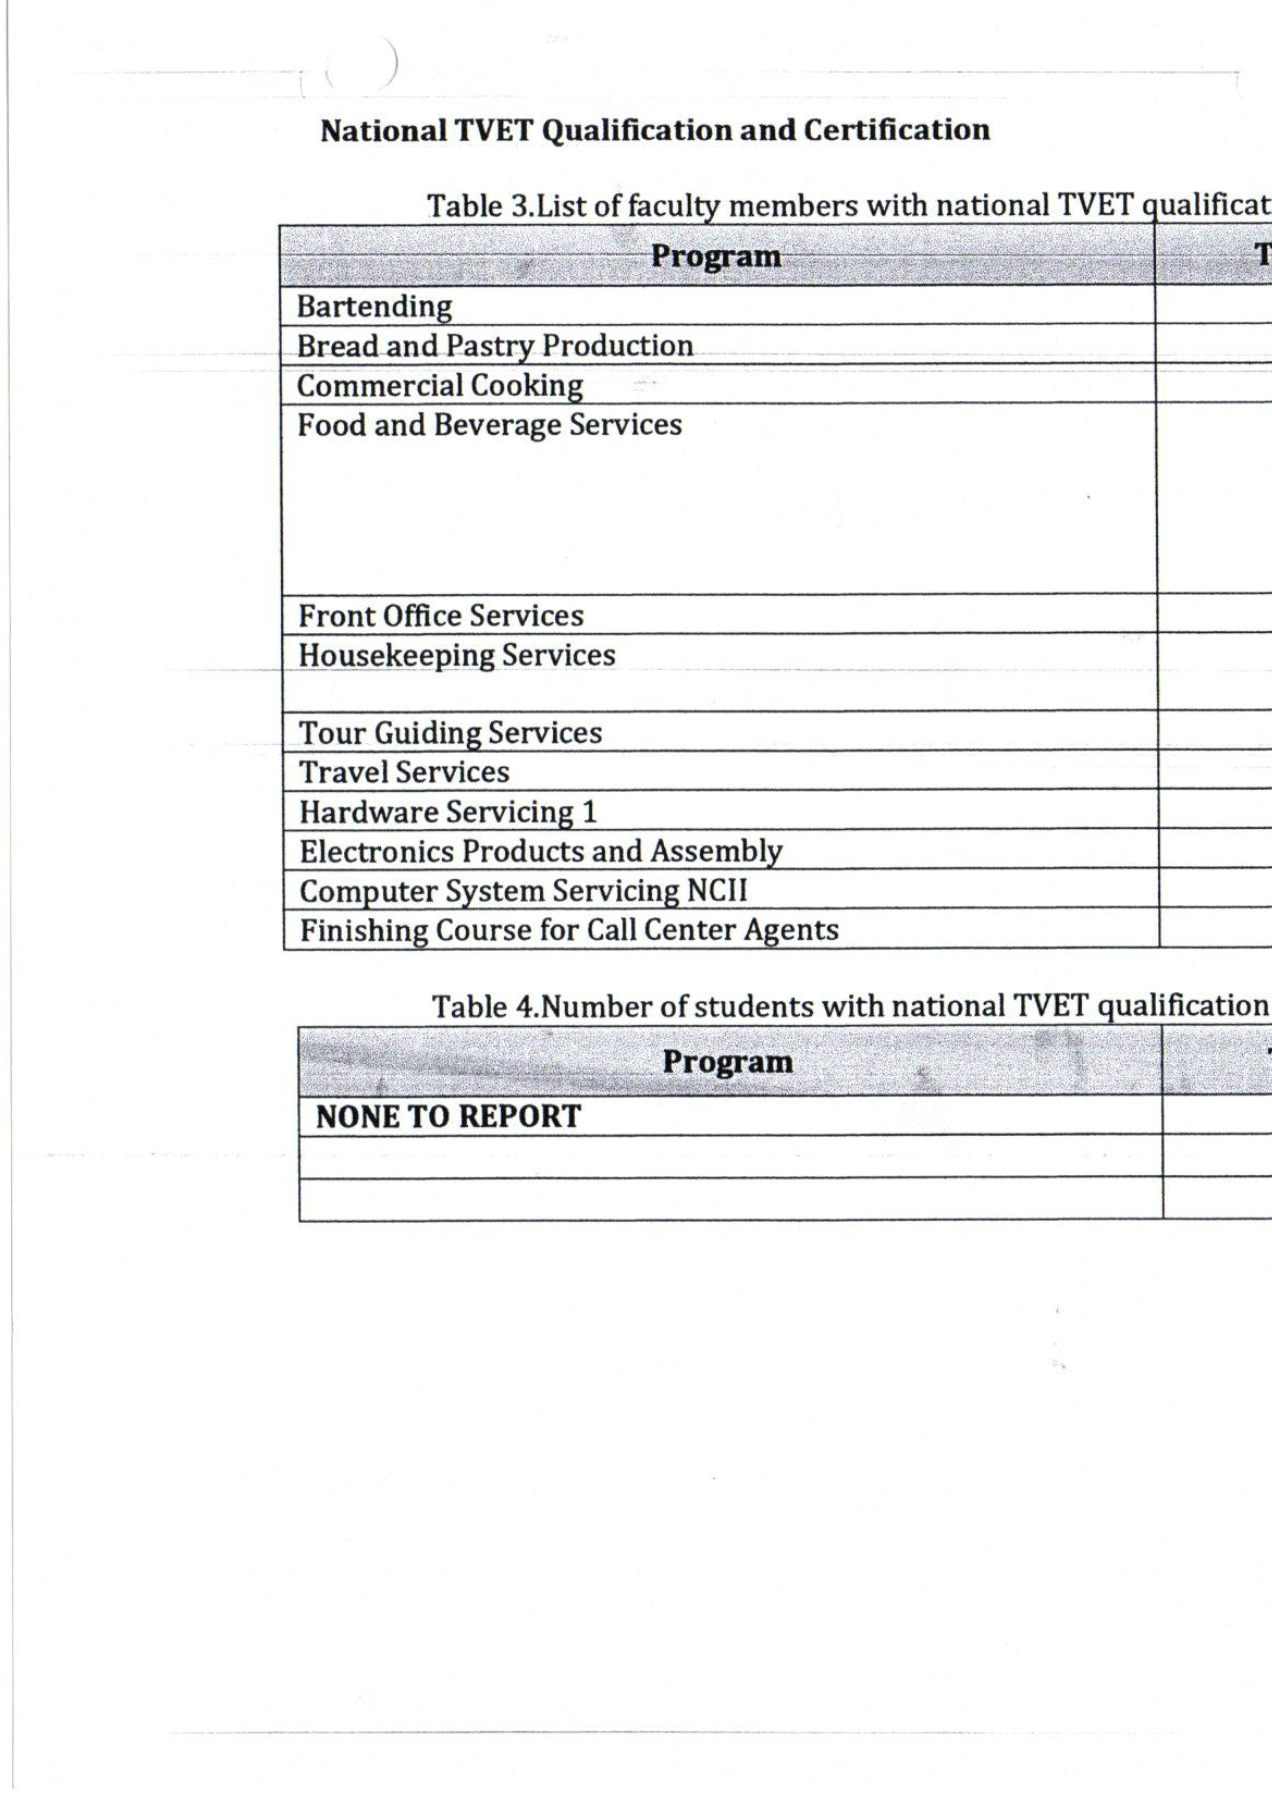 National TVET Qualification and Certification
Table 3.List of faculty members with national TVET qualificat
Program T
Bartending
Bread and Pastry Production
Commercial Cooking
Food and Beverage Services
Front Office Services
Housekeeping Services
Tour Guiding Services
Travel Services
Hardware Servicing 1
Electronics Products and Assembly
Computer System Servicing NCII
Finishing Course for Call Center Agents
Table 4.Number of students with national TVET qualification
Program
NONE TO REPORT